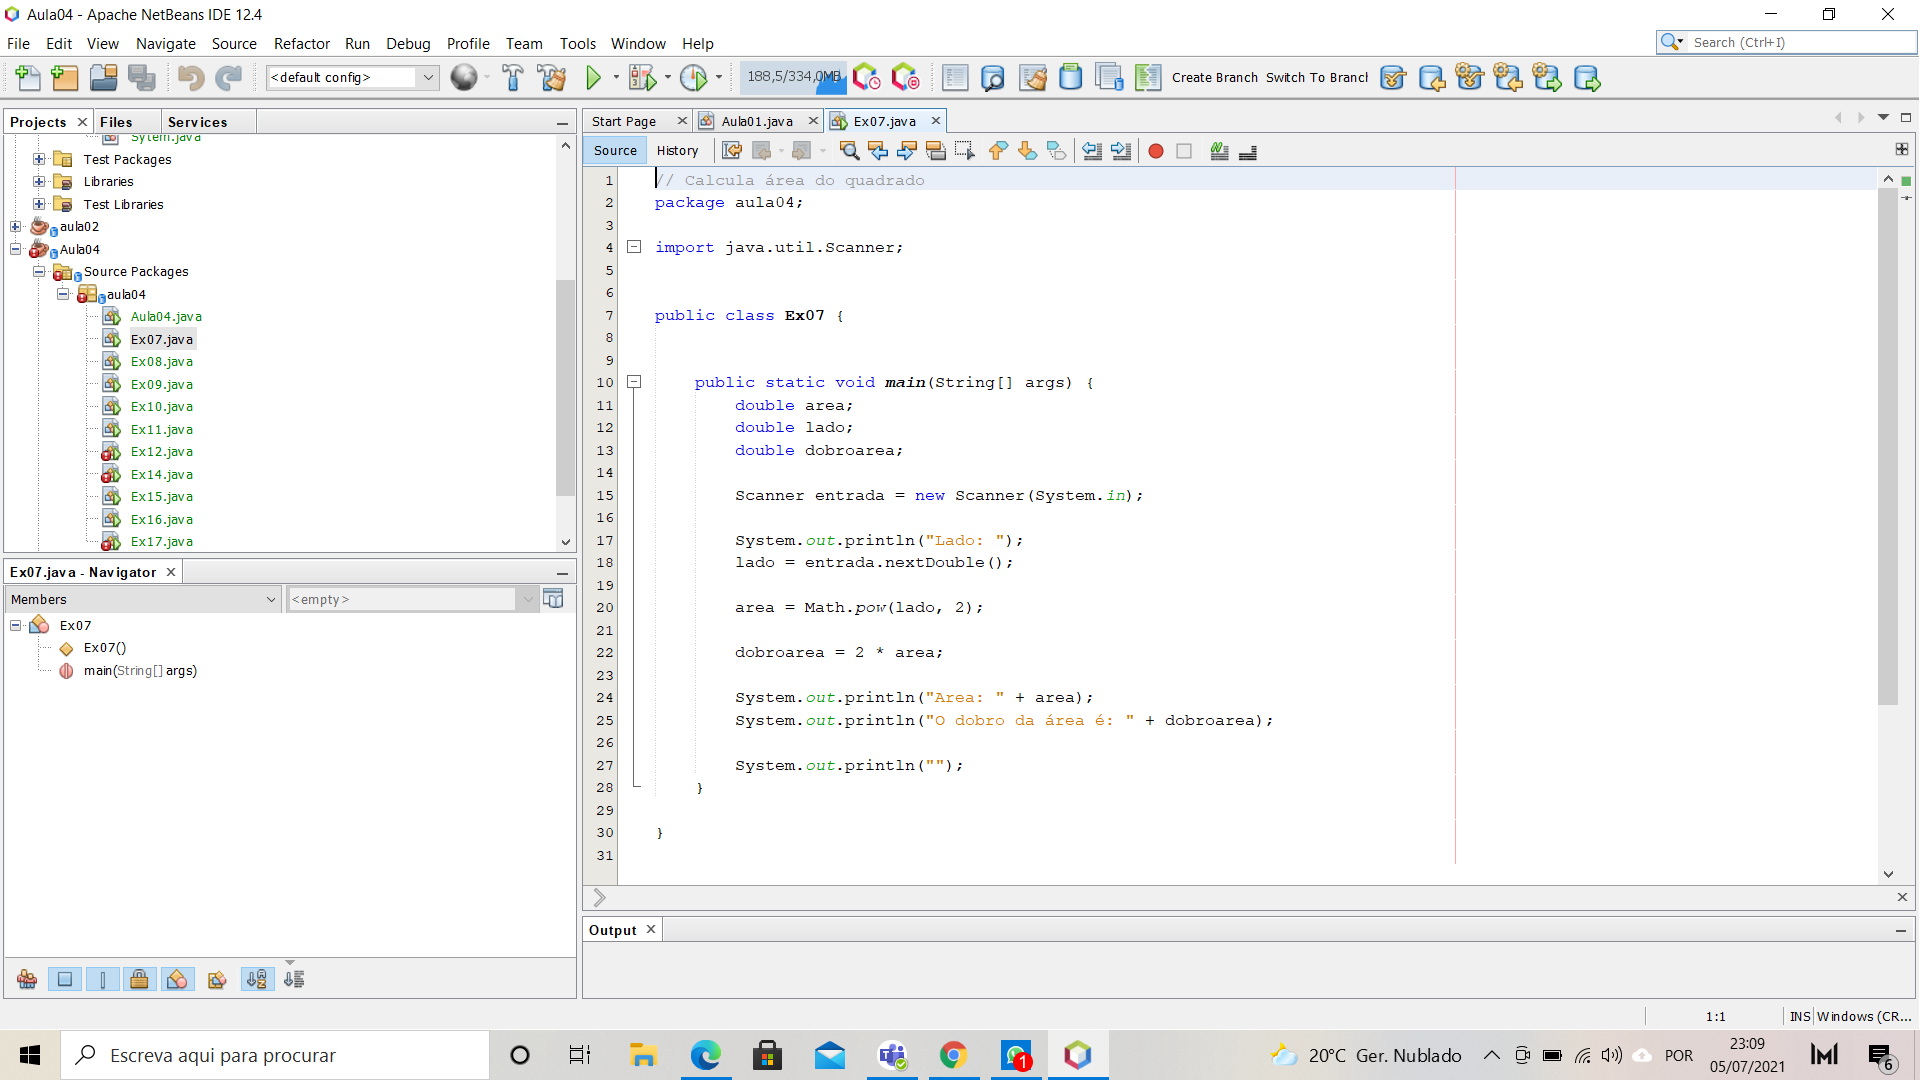 Aula04 - Apache NetBeans IDE 12.4
File Edit View Navigate Source Refactor Run Debug Profile Team Tools Window Help
Search (Ctrl+I)
<default config>
188,5/334,0MB
Create Branch Switch To Branch
Projects Files Services
Sytem.java
Test Packages
Libraries
Test Libraries
aula02
Aula04
Source Packages
aula04
Aula04.java
Ex07.java
Ex08.java
Ex09.java
Ex10.java
Ex11.java
Ex12.java
Ex14.java
Ex15.java
Ex16.java
Ex17.java
Ex07.java - Navigator
Members
<empty>
Ex07
Ex07()
main(String[] args)
Start Page Aula01.java Ex07.java
Source History
1 // Calcula área do quadrado
2 package aula04;
3
4 import java.util.Scanner;
5
6
7 public class Ex07 {
8
9
10 public static void main(String[] args) {
11 double area;
12 double lado;
13 double dobroarea;
14
15 Scanner entrada = new Scanner(System.in);
16
17 System.out.println("Lado: ");
18 lado = entrada.nextDouble();
19
20 area = Math.pow(lado, 2);
21
22 dobroarea = 2 * area;
23
24 System.out.println("Area: " + area);
25 System.out.println("O dobro da área é: " + dobroarea);
26
27 System.out.println("");
28 }
29
30 }
31
Output
1:1 INS Windows (CR...
Escreva aqui para procurar
1
20°C Ger. Nublado
POR
23:09
05/07/2021
6